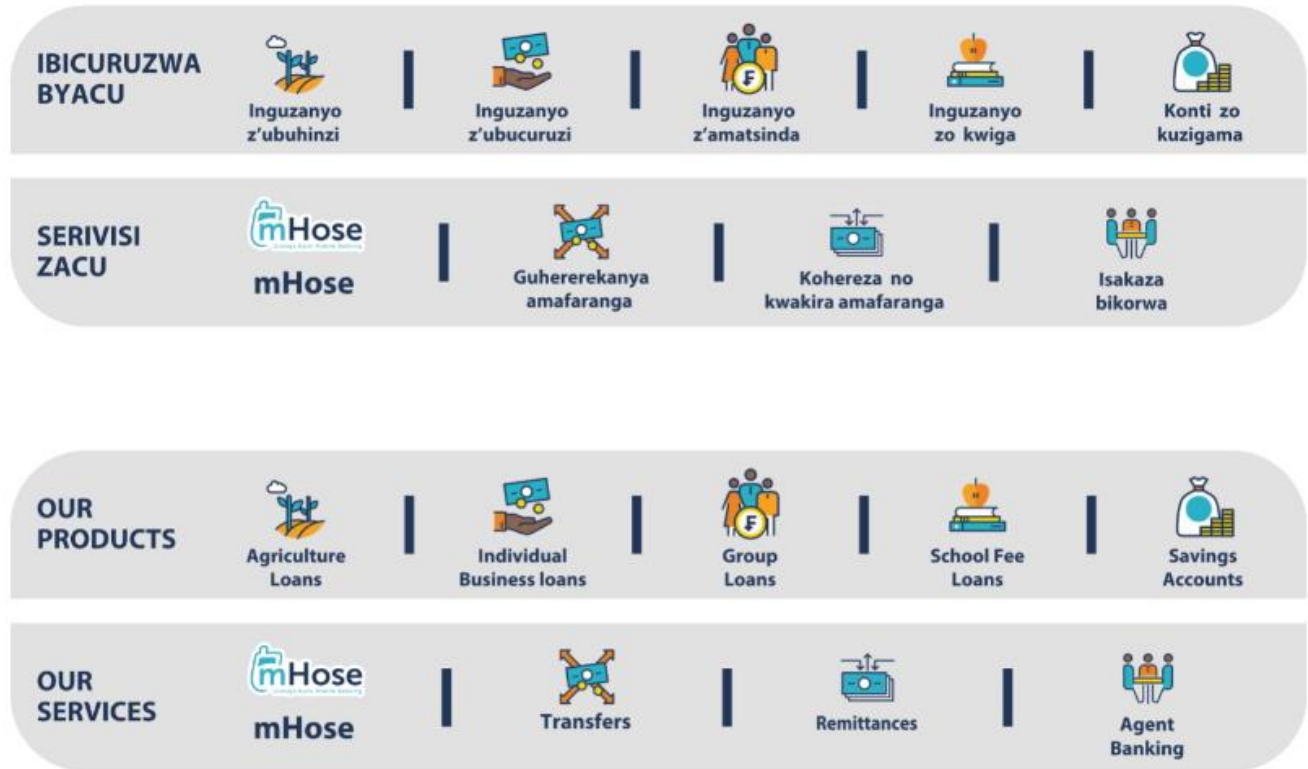 IBICURUZWA
BYACU
Inguzanyo
z'ubuhinzi
Inguzanyo
z'ubucuruzi
Inguzanyo
z'amatsinda
Inguzanyo
zo kwiga
Konti zo
kuzigama
SERIVISI
ZACU
mHose
mHose
Guhererekanya
amafaranga
Kohereza no
kwakira amafaranga
Isakaza
bikorwa
OUR
PRODUCTS
Agriculture
Loans
Individual
Business loans
Group
Loans
School Fee
Loans
Savings
Accounts
OUR
SERVICES
mHose
mHose
Transfers
Remittances
Agent
Banking